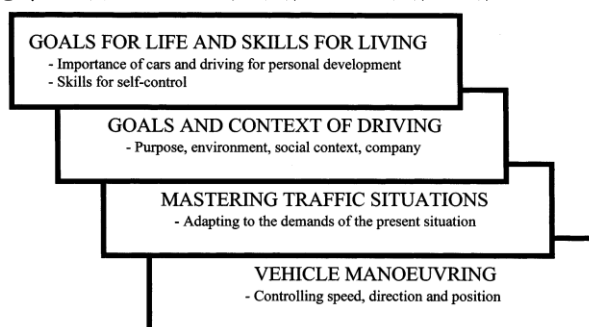 GOALS FOR LIFE AND SKILLS FOR LIVING
- Importance of cars and driving for personal development
- Skills for self-control
GOALS AND CONTEXT OF DRIVING
- Purpose, environment, social context, company
MASTERING TRAFFIC SITUATIONS
- Adapting to the demands of the present situation
VEHICLE MANOEUVRING
- Controlling speed, direction and position